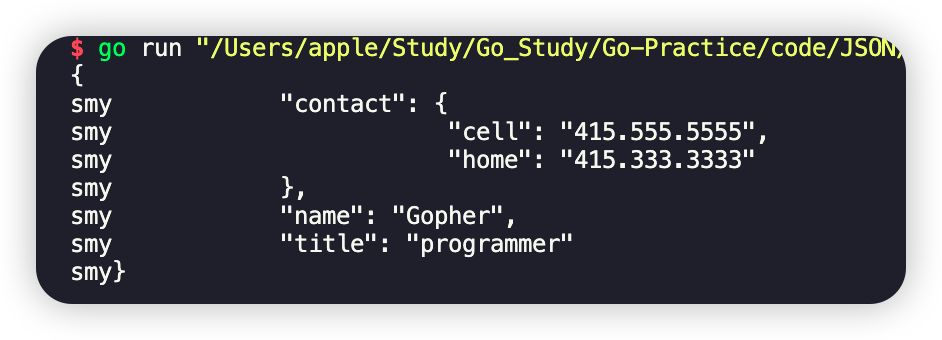 $ go run "/Users/apple/Study/Go_Study/Go-Practice/code/JSON/
{
smy            "contact": {
smy                        "cell": "415.555.5555",
smy                        "home": "415.333.3333"
smy            },
smy            "name": "Gopher",
smy            "title": "programmer"
smy}